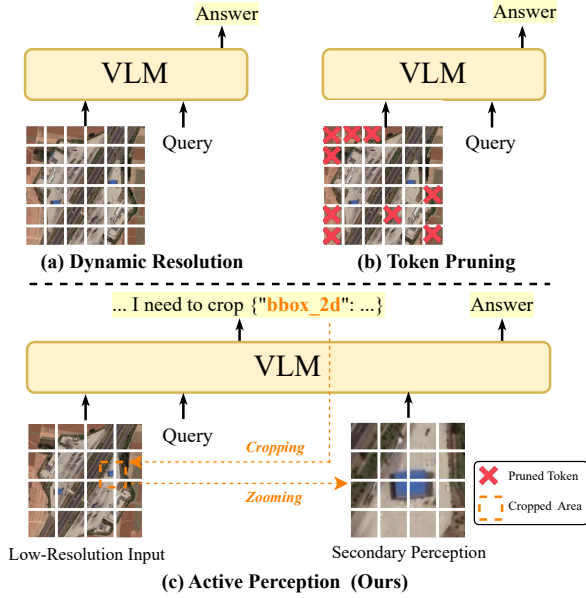 Answer
Answer
VLM
VLM
Query
Query
(a) Dynamic Resolution
(b) Token Pruning
... I need to crop {"bbox_2d": ...}
Answer
VLM
Query
Cropping
Zooming
Pruned Token
Cropped Area
Low-Resolution Input
Secondary Perception
(c) Active Perception (Ours)